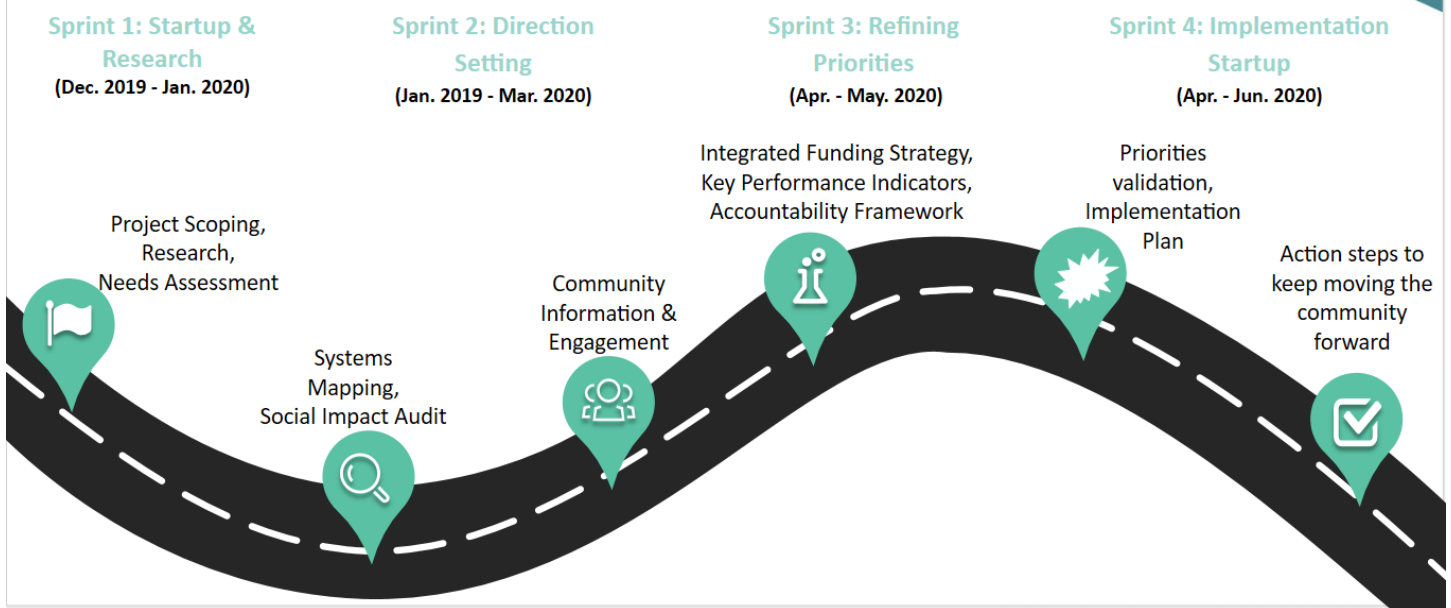 Sprint 1: Startup &
Research
(Dec. 2019 - Jan. 2020)
Sprint 2: Direction
Setting
(Jan. 2019 - Mar. 2020)
Sprint 3: Refining
Priorities
(Apr. - May. 2020)
Sprint 4: Implementation
Startup
(Apr. - Jun. 2020)
Project Scoping,
Research,
Needs Assessment
Systems
Mapping,
Social Impact Audit
Community
Information &
Engagement
Integrated Funding Strategy,
Key Performance Indicators,
Accountability Framework
Priorities
validation,
Implementation
Plan
Action steps to
keep moving the
community
forward